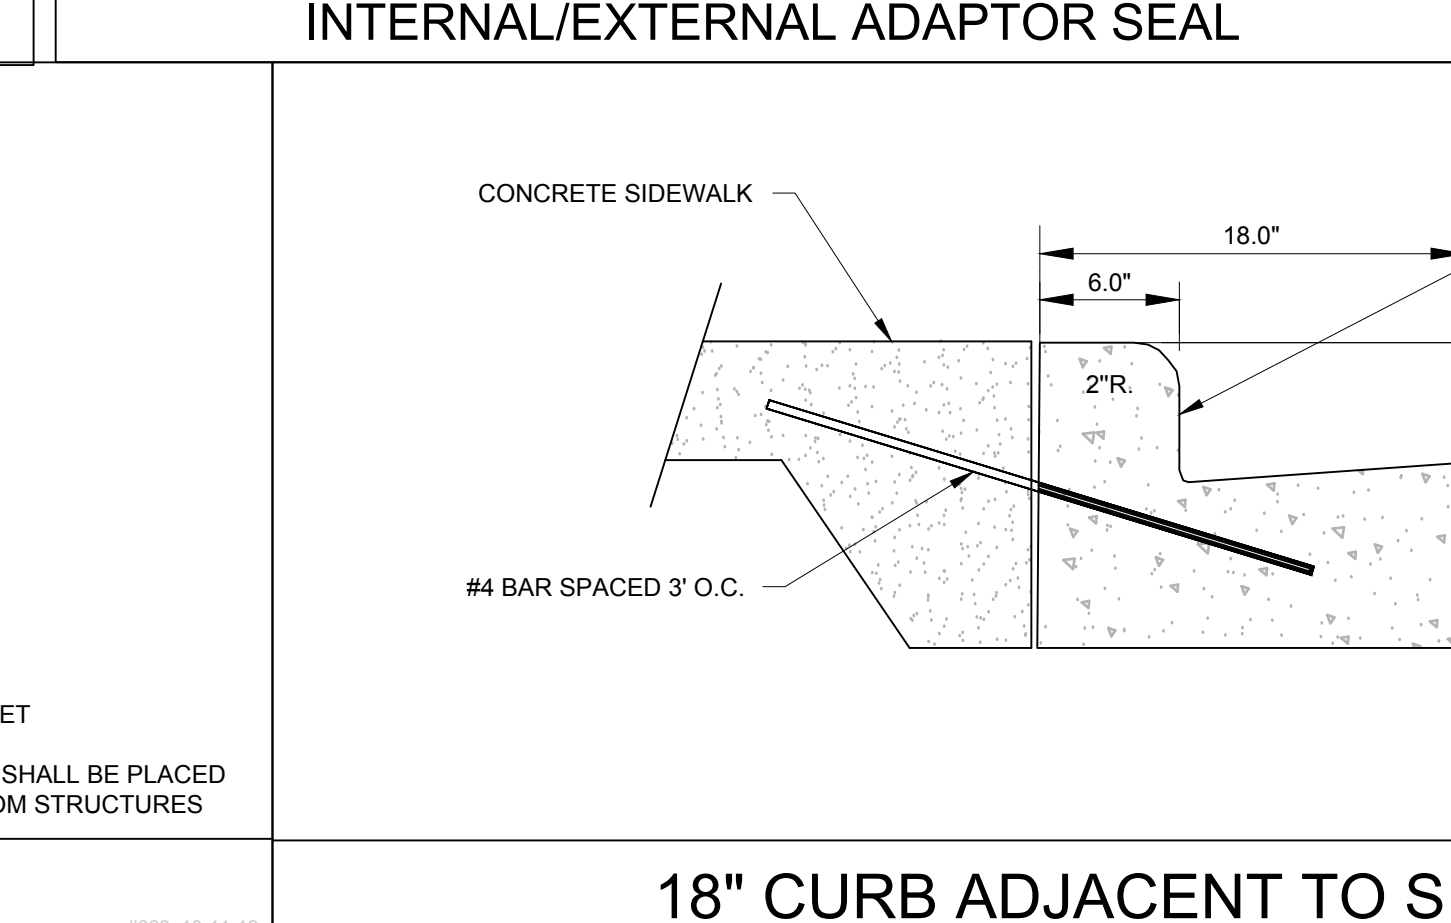 INTERNAL/EXTERNAL ADAPTOR SEAL
CONCRETE SIDEWALK
18.0"
6.0"
2"R.
#4 BAR SPACED 3' O.C.
ET
SHALL BE PLACED
OM STRUCTURES
18" CURB ADJACENT TO S